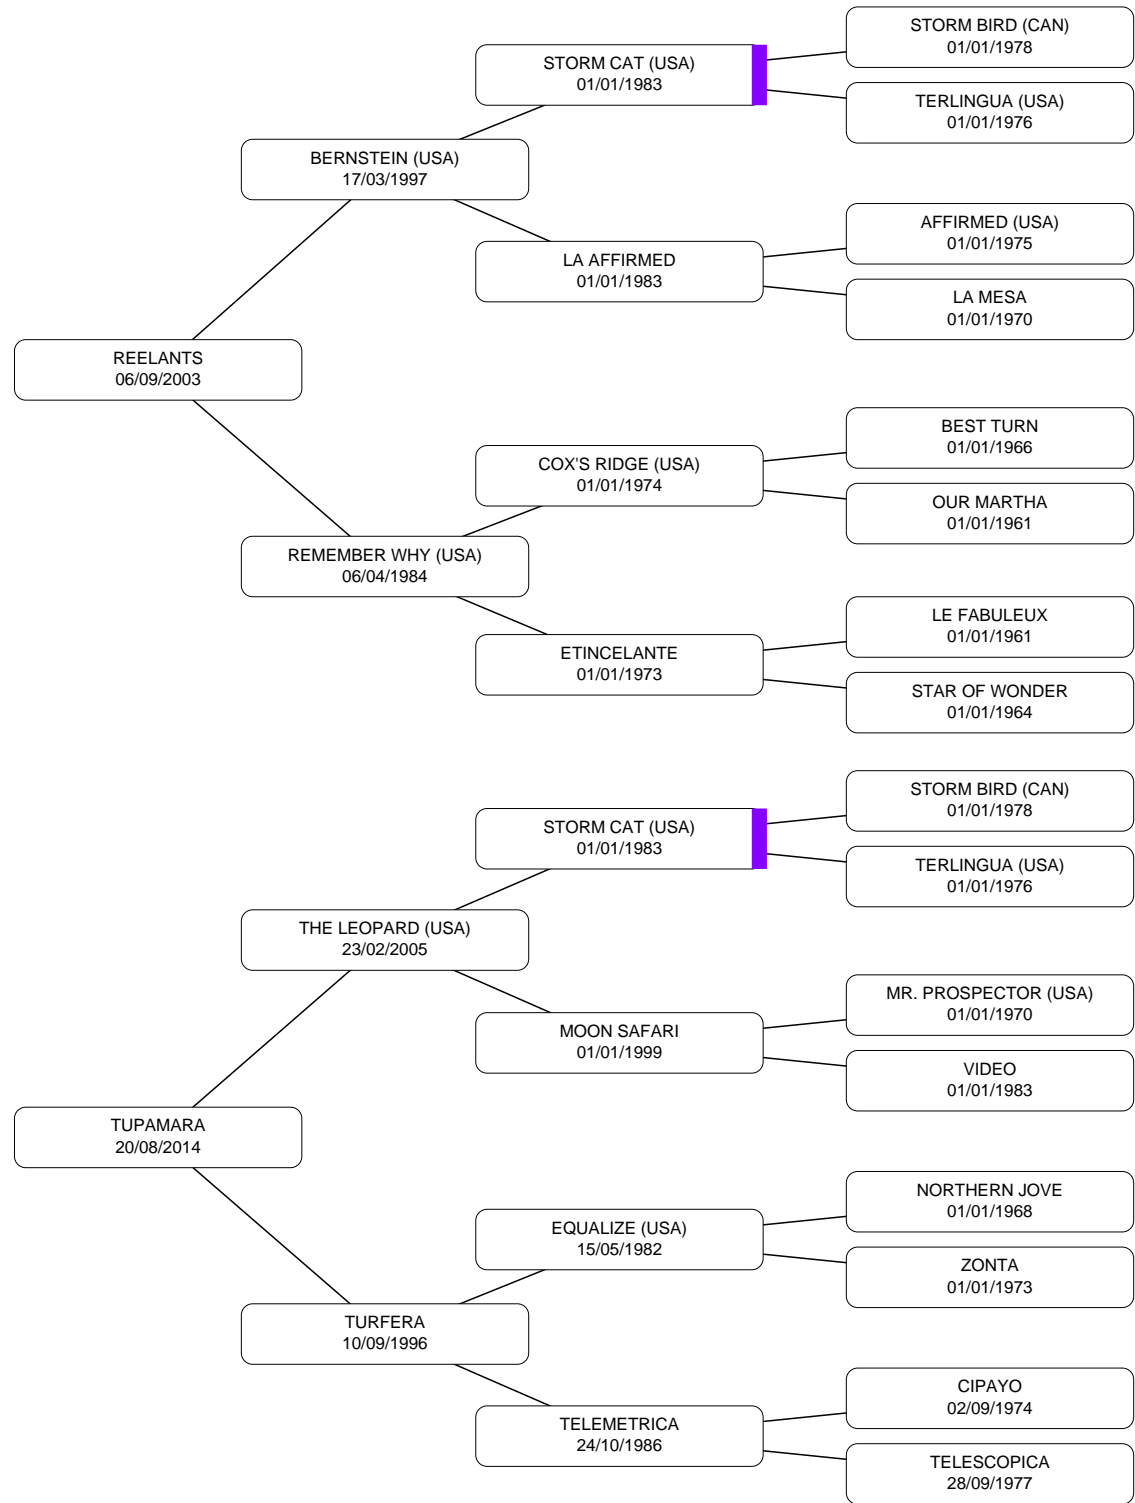 STORM BIRD (CAN)
01/01/1978
STORM CAT (USA)
01/01/1983
TERLINGUA (USA)
01/01/1976
BERNSTEIN (USA)
17/03/1997
AFFIRMED (USA)
01/01/1975
LA AFFIRMED
01/01/1983
LA MESA
01/01/1970
REELANTS
06/09/2003
BEST TURN
01/01/1966
COX'S RIDGE (USA)
01/01/1974
OUR MARTHA
01/01/1961
REMEMBER WHY (USA)
06/04/1984
LE FABULEUX
01/01/1961
ETINCELANTE
01/01/1973
STAR OF WONDER
01/01/1964
STORM BIRD (CAN)
01/01/1978
STORM CAT (USA)
01/01/1983
TERLINGUA (USA)
01/01/1976
THE LEOPARD (USA)
23/02/2005
MR. PROSPECTOR (USA)
01/01/1970
MOON SAFARI
01/01/1999
VIDEO
01/01/1983
TUPAMARA
20/08/2014
NORTHERN JOVE
01/01/1968
EQUALIZE (USA)
15/05/1982
ZONTA
01/01/1973
TURFERA
10/09/1996
CIPAYO
02/09/1974
TELEMETRICA
24/10/1986
TELESCOPICA
28/09/1977